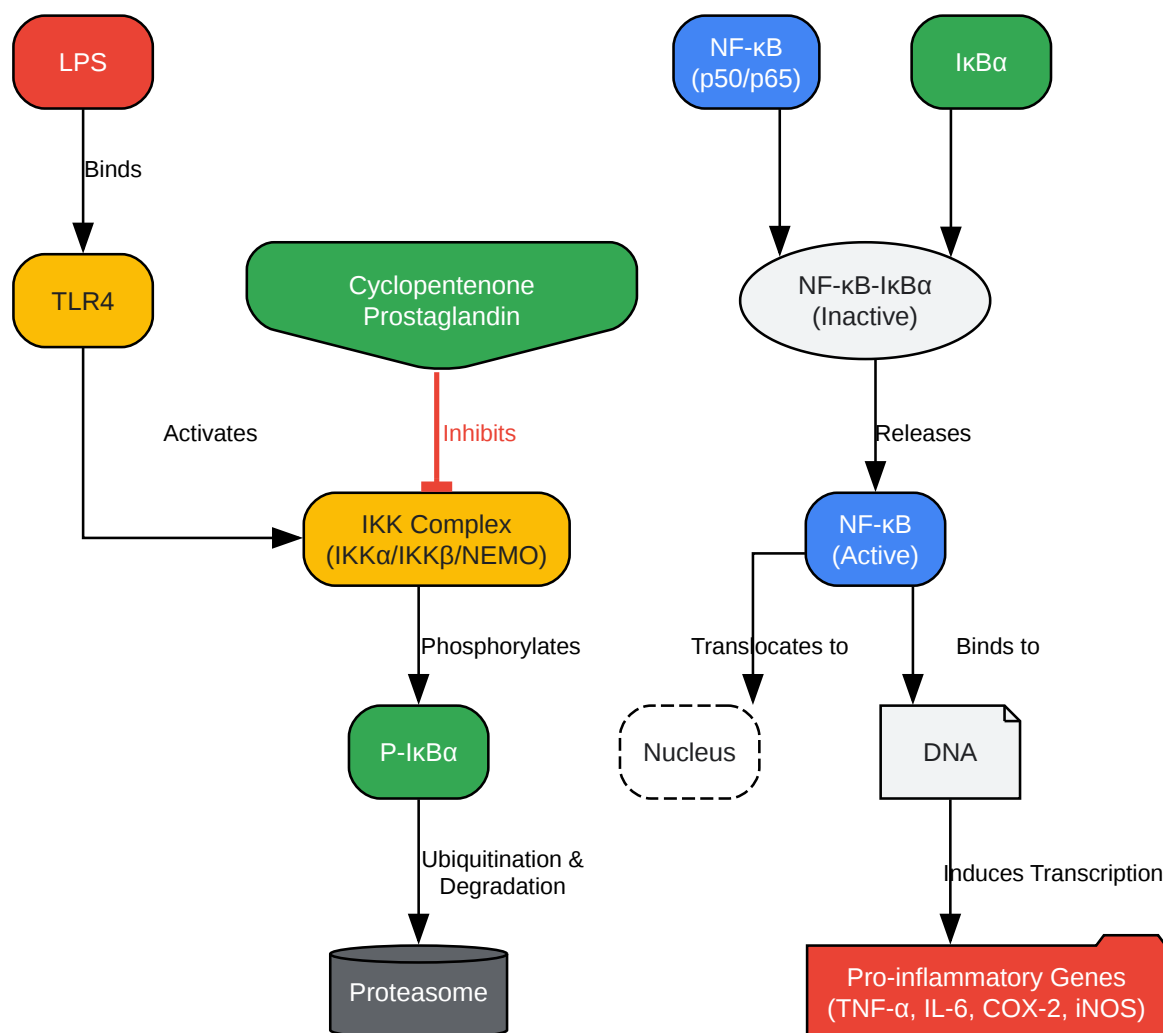 LPS
NF-κB
(p50/p65)
IκBα
Binds
TLR4
Cyclopentenone
Prostaglandin
NF-κB-IκBα
(Inactive)
Activates
Inhibits
Releases
IKK Complex
(IKKα/IKKβ/NEMO)
NF-κB
(Active)
Phosphorylates
Translocates to
Binds to
P-IκBα
Nucleus
DNA
Ubiquitination &
Degradation
Induces Transcription
Proteasome
Pro-inflammatory Genes
(TNF-α, IL-6, COX-2, iNOS)